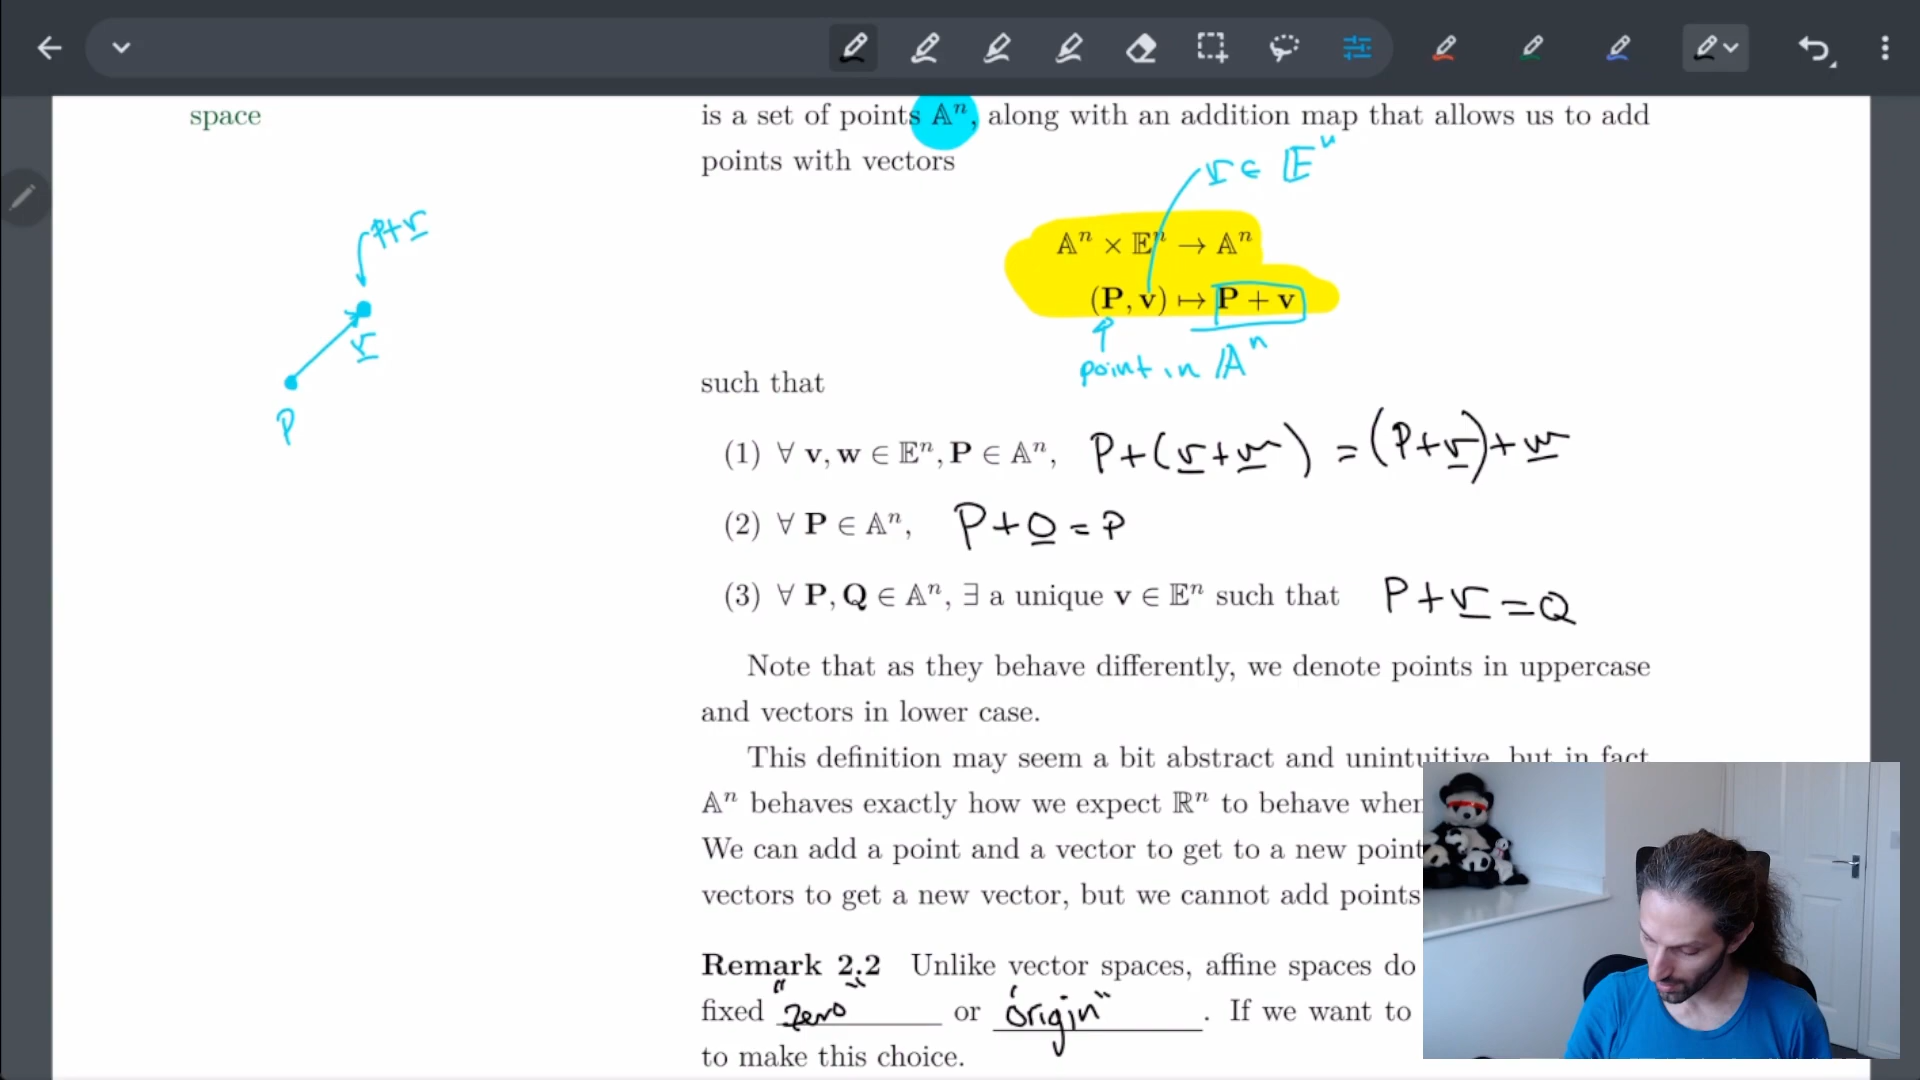 space
is a set of points 𝔸ⁿ, along with an addition map that allows us to add
points with vectors
v ∈ 𝔼ⁿ
P+v
𝔸ⁿ × 𝔼ⁿ → 𝔸ⁿ
(P, v) ↦ P + v
v
point in 𝔸ⁿ
P
such that
(1) ∀ v, w ∈ 𝔼ⁿ, P ∈ 𝔸ⁿ, P+(v+w) = (P+v)+w
(2) ∀ P ∈ 𝔸ⁿ, P+0=P
(3) ∀ P, Q ∈ 𝔸ⁿ, ∃ a unique v ∈ 𝔼ⁿ such that P+v=Q
Note that as they behave differently, we denote points in uppercase
and vectors in lower case.
This definition may seem a bit abstract and unintuitive, but in fact
𝔸ⁿ behaves exactly how we expect ℝⁿ to behave when
We can add a point and a vector to get to a new point
vectors to get a new vector, but we cannot add points
Remark 2.2 Unlike vector spaces, affine spaces do
fixed "zero" or "origin". If we want to
to make this choice.